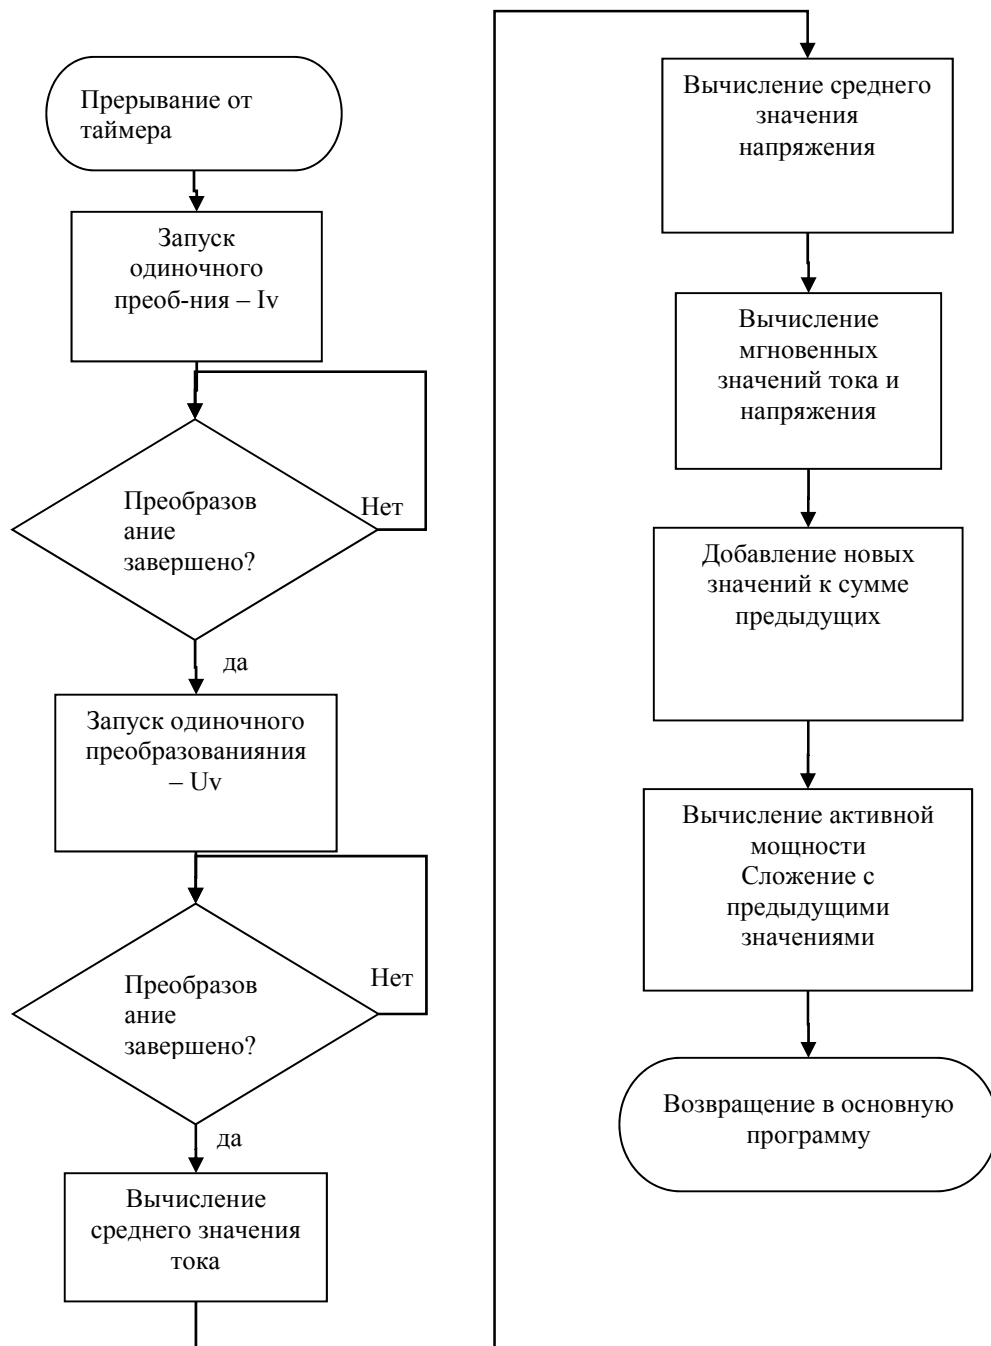 Прерывание от
таймера
Запуск
одиночного
преоб-ния – Iv
Преобразов
ание
завершено?
Нет
да
Запуск одиночного
преобразованияния
– Uv
Преобразов
ание
завершено?
Нет
да
Вычисление
среднего значения
тока
Вычисление среднего
значения
напряжения
Вычисление
мгновенных
значений тока и
напряжения
Добавление новых
значений к сумме
предыдущих
Вычисление активной
мощности
Сложение с
предыдущими
значениями
Возвращение в основную
программу